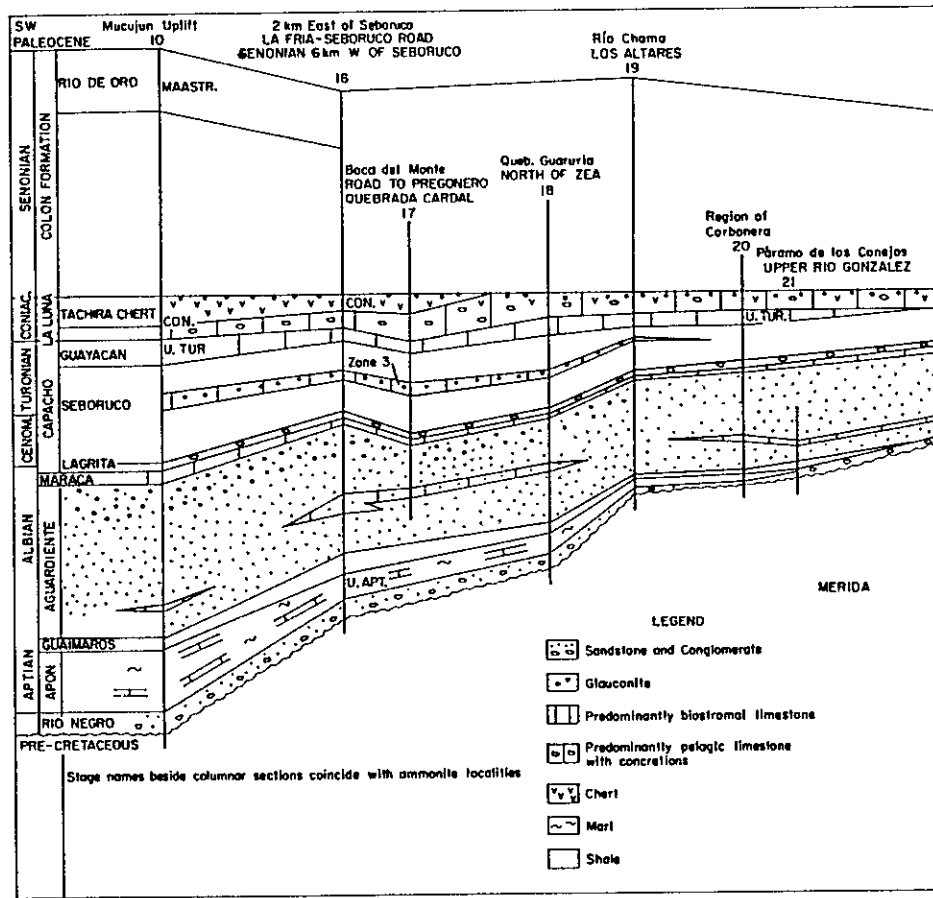 SW
PALEOCENE
Mucujun Uplift
10
2 km East of Seboruco
LA FRIA-SEBORUCO ROAD
SENONIAN 6 km W OF SEBORUCO
16
Río Chama
LOS ALTARES
19
Boca del Monte
ROAD TO PREGONERO
QUEBRADA CARDAL
17
Queb. Guaruria
NORTH OF ZEA
18
Region of
Carbonera
20
Páramo de los Conejos
UPPER RIO GONZÁLEZ
21
SENONIAN
CONIAC.
TURONIAN
CENOM.
ALBIAN
APTIAN
COLON FORMATION
LA LUNA
CAPACHO
MARACA
AGUARDIENTE
APON
RIO NEGRO
PRE-CRETACEOUS
RIO DE ORO
TACHIRA CHERT
GUAYACAN
SEBORUCO
LAGRITA
GUAIMAROS
MAASTR.
CON.
U. TUR
CON.
Zone 3
U. APT.
U. TUR.
MERIDA
LEGEND
Sandstone and Conglomerate
Glauconite
Predominantly biostromal limestone
Predominantly pelagic limestone
with concretions
Chert
Marl
Shale
Stage names beside columnar sections coincide with ammonite localities